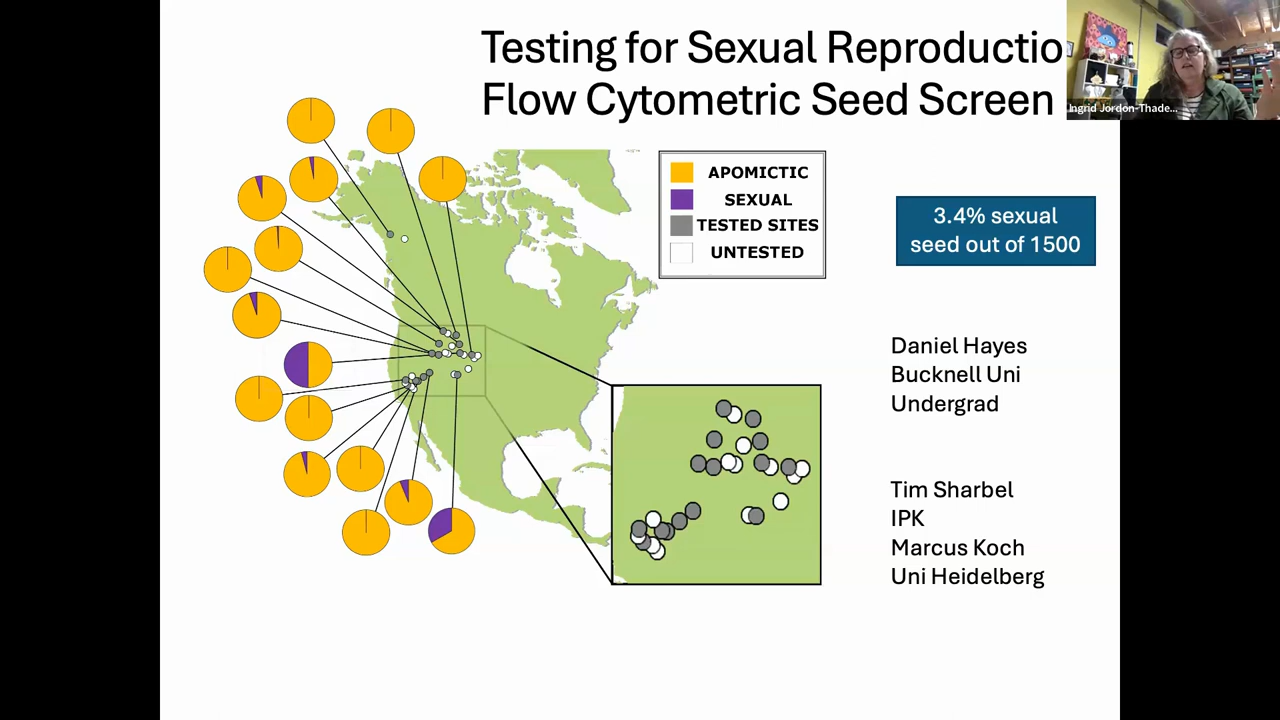 Testing for Sexual Reproductio
Flow Cytometric Seed Screen
Ingrid Jordon-Thade...
APOMICTIC
SEXUAL
TESTED SITES
UNTESTED
3.4% sexual
seed out of 1500
Daniel Hayes
Bucknell Uni
Undergrad
Tim Sharbel
IPK
Marcus Koch
Uni Heidelberg